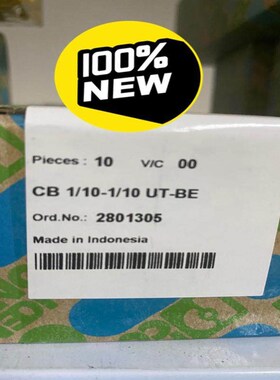 100%
NEW
Pieces : 10 V/C 00
CB 1/10-1/10 UT-BE
Ord.No.: 2801305
Made in Indonesia